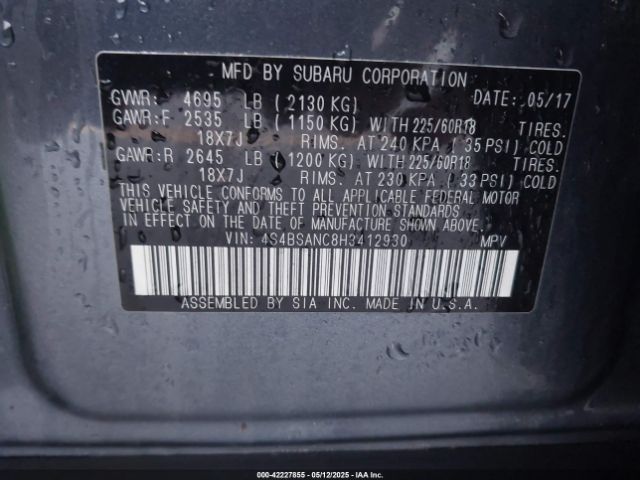 MFD BY SUBARU CORPORATION
GWWR: 4695 LB (2130 KG) DATE: 05/17
GAWR:F 2535 LB (1150 KG) WITH 225/60R18 TIRES.
18X7J RIMS. AT 240 KPA (35 PSI) COLD
GAWR:R 2645 LB (1200 KG) WITH 225/60R18 TIRES.
18X7J RIMS. AT 230 KPA (33 PSI) COLD
THIS VEHICLE CONFORMS TO ALL APPLICABLE FEDERAL MOTOR
VEHICLE SAFETY, BUMPER, AND THEFT PREVENTION STANDARDS
IN EFFECT ON THE DATE OF MANUFACTURE SHOWN ABOVE.
VIN: 4S4BSANC8H3412930 MPV
ASSEMBLED BY SIA INC. MADE IN U.S.A.
000-42227855 - 05/12/2025 - IAAI.COM